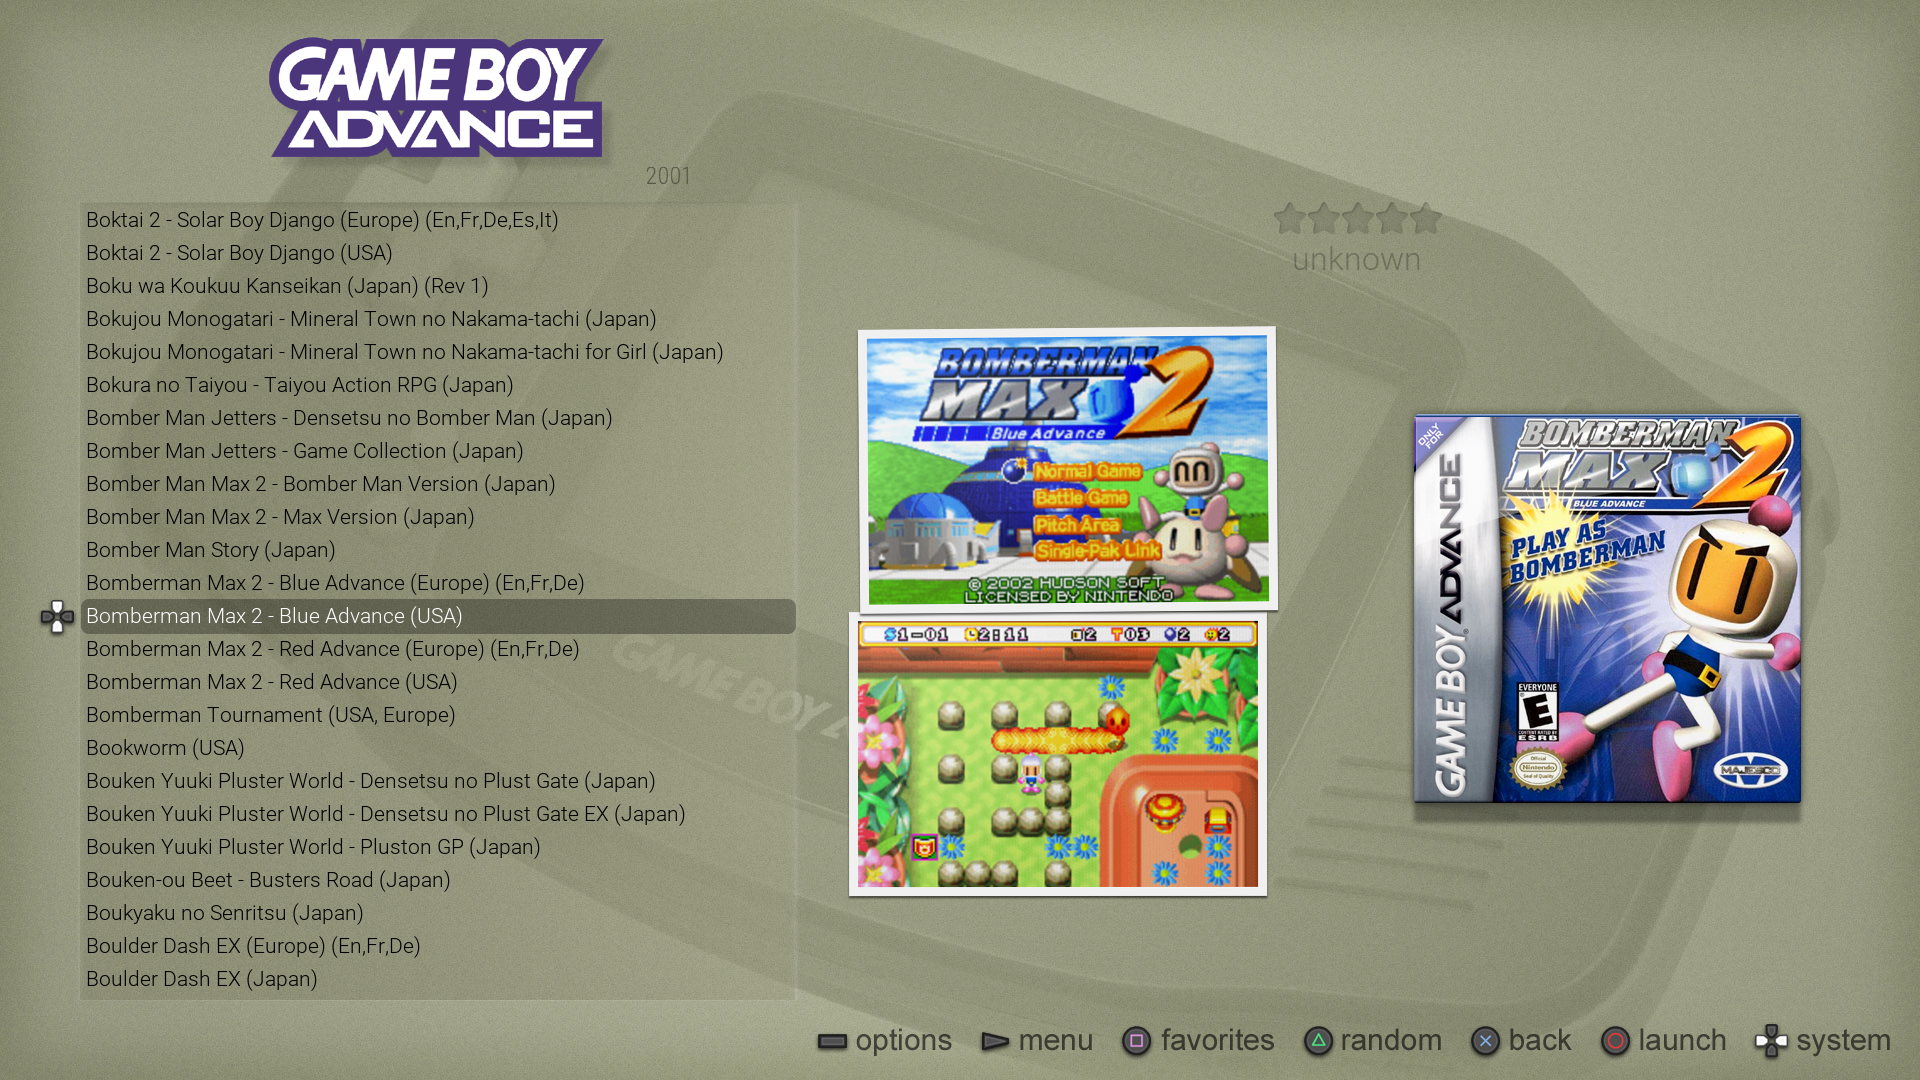 GAME BOY
ADVANCE
2001
Boktai 2 - Solar Boy Django (Europe) (En,Fr,De,Es,It)
Boktai 2 - Solar Boy Django (USA)
Boku wa Koukuu Kanseikan (Japan) (Rev 1)
Bokujou Monogatari - Mineral Town no Nakama-tachi (Japan)
Bokujou Monogatari - Mineral Town no Nakama-tachi for Girl (Japan)
Bokura no Taiyou - Taiyou Action RPG (Japan)
Bomber Man Jetters - Densetsu no Bomber Man (Japan)
Bomber Man Jetters - Game Collection (Japan)
Bomber Man Max 2 - Bomber Man Version (Japan)
Bomber Man Max 2 - Max Version (Japan)
Bomber Man Story (Japan)
Bomberman Max 2 - Blue Advance (Europe) (En,Fr,De)
Bomberman Max 2 - Blue Advance (USA)
Bomberman Max 2 - Red Advance (Europe) (En,Fr,De)
Bomberman Max 2 - Red Advance (USA)
Bomberman Tournament (USA, Europe)
Bookworm (USA)
Bouken Yuuki Pluster World - Densetsu no Plust Gate (Japan)
Bouken Yuuki Pluster World - Densetsu no Plust Gate EX (Japan)
Bouken Yuuki Pluster World - Pluston GP (Japan)
Bouken-ou Beet - Busters Road (Japan)
Boukyaku no Senritsu (Japan)
Boulder Dash EX (Europe) (En,Fr,De)
Boulder Dash EX (Japan)
GAME BOY A
unknown
BOMBERMAN
MAX 2
Blue Advance
Normal Game
Battle Game
Pitch Area
Single-Pak Link
© 2002 HUDSON SOFT
LICENSED BY NINTENDO
S1-01 2:11 2 T03 2 2
ONLY
FOR
GAME BOY ADVANCE
BOMBERMAN
MAX 2
BLUE ADVANCE
PLAY AS
BOMBERMAN
EVERYONE
E
CONTENT RATED BY
ESRB
Official
Nintendo
Seal of Quality
MAJESCO
options
menu
favorites
random
back
launch
system